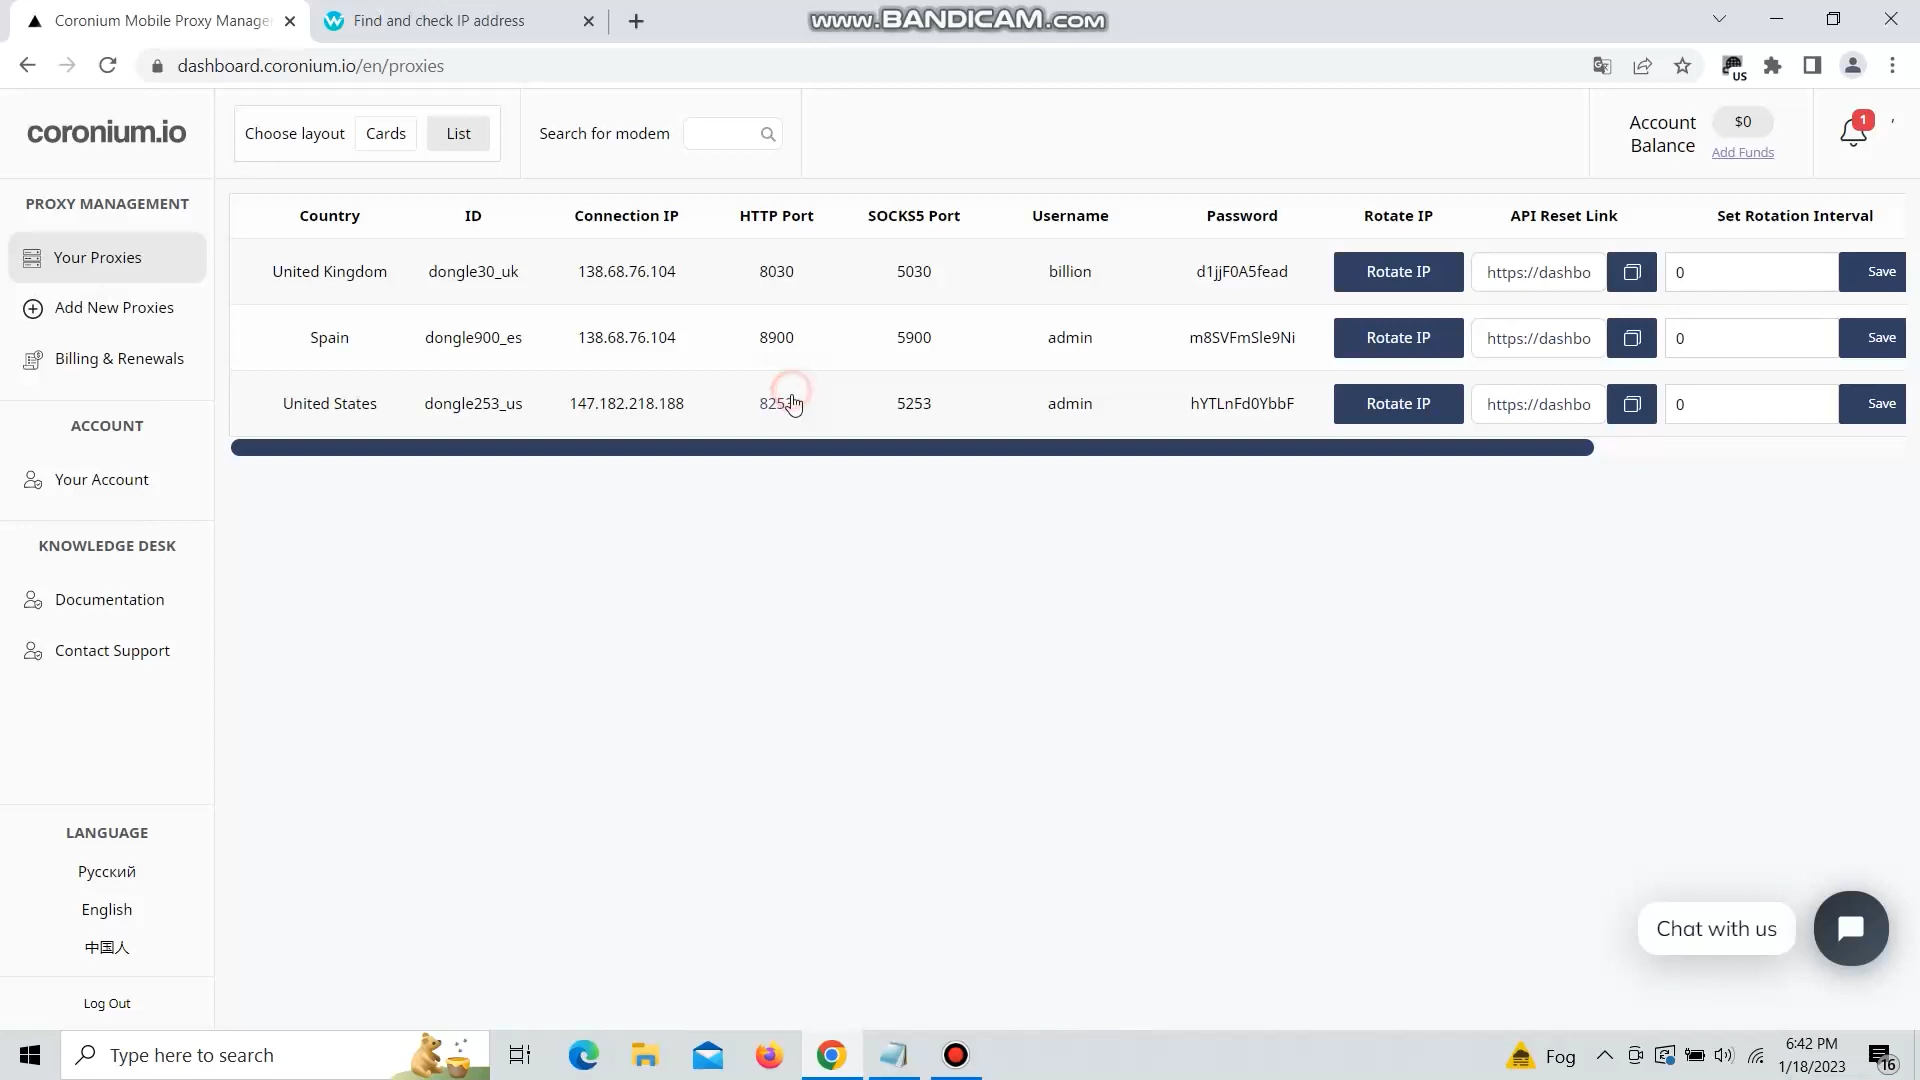 Coronium Mobile Proxy Manage
Find and check IP address
www.BANDICAM.com
dashboard.coronium.io/en/proxies
US
coronium.io
Choose layout
Cards
List
Search for modem
Account
Balance
$0
Add Funds
1
PROXY MANAGEMENT
Your Proxies
Add New Proxies
Billing & Renewals
ACCOUNT
Your Account
KNOWLEDGE DESK
Documentation
Contact Support
LANGUAGE
Русский
English
中国人
Log Out
Country ID Connection IP HTTP Port SOCKS5 Port Username Password Rotate IP API Reset Link Set Rotation Interval
United Kingdom dongle30_uk 138.68.76.104 8030 5030 billion d1jjF0A5fead Rotate IP https://dashbo 0 Save
Spain dongle900_es 138.68.76.104 8900 5900 admin m8SVFmSle9Ni Rotate IP https://dashbo 0 Save
United States dongle253_us 147.182.218.188 8253 5253 admin hYTLnFd0YbbF Rotate IP https://dashbo 0 Save
Chat with us
Type here to search
Fog
6:42 PM
1/18/2023
16